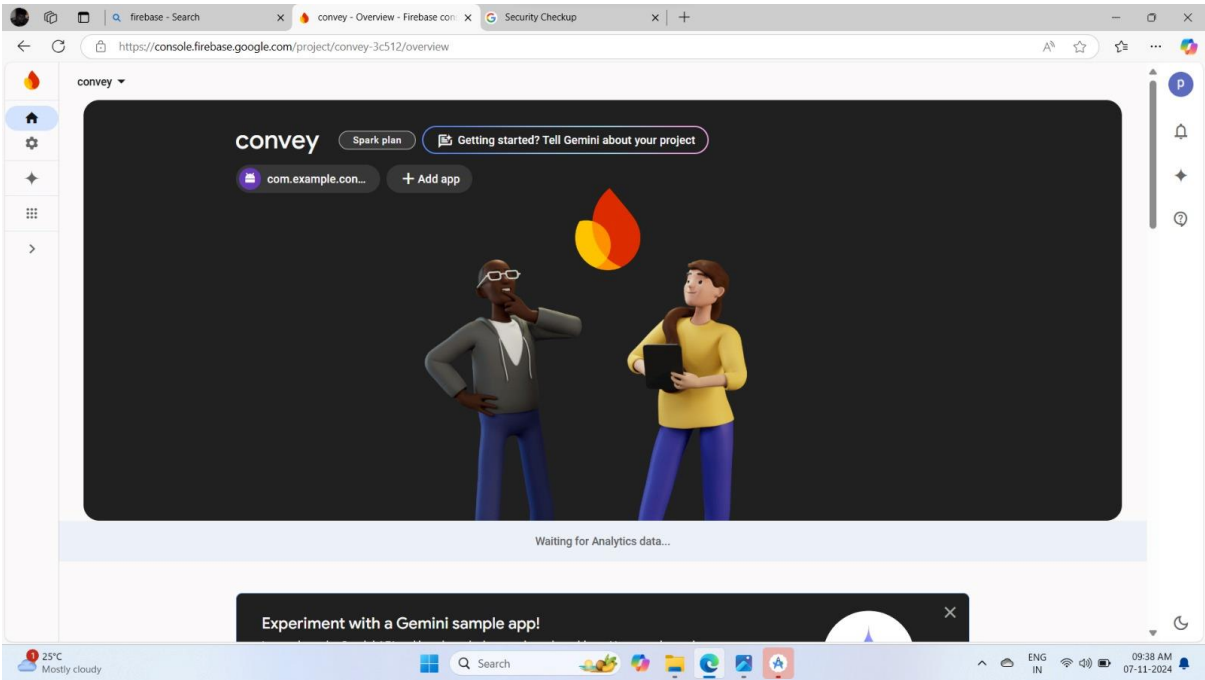 firebase - Search
convey - Overview - Firebase con
Security Checkup
https://console.firebase.google.com/project/convey-3c512/overview
convey
P
convey
Spark plan
Getting started? Tell Gemini about your project
com.example.con...
+ Add app
Waiting for Analytics data...
Experiment with a Gemini sample app!
1
25°C
Mostly cloudy
Search
ENG
IN
09:38 AM
07-11-2024